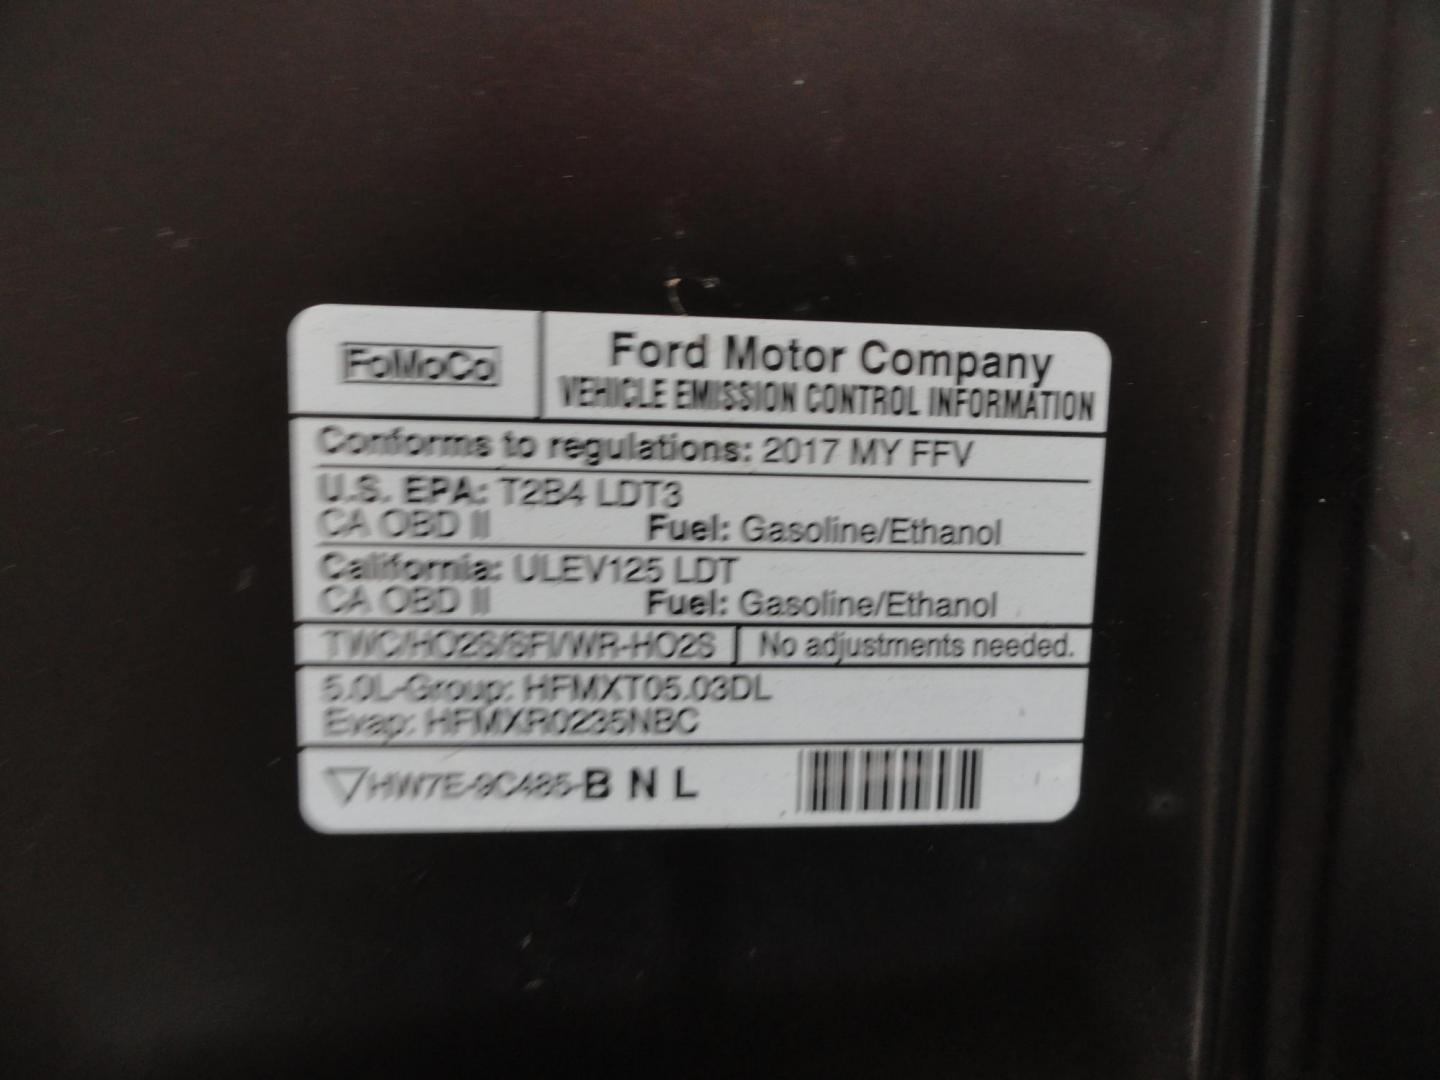 FoMoCo
Ford Motor Company
VEHICLE EMISSION CONTROL INFORMATION
Conforms to regulations: 2017 MY FFV
U.S. EPA: T2B4 LDT3
CA OBD II Fuel: Gasoline/Ethanol
California: ULEV125 LDT
CA OBD II Fuel: Gasoline/Ethanol
TWC/HO2S/SFI/WR-HO2S No adjustments needed.
5.0L-Group: HFMXT05.03DL
Evap: HFMXR0235NBC
HW7E-9C485-B N L